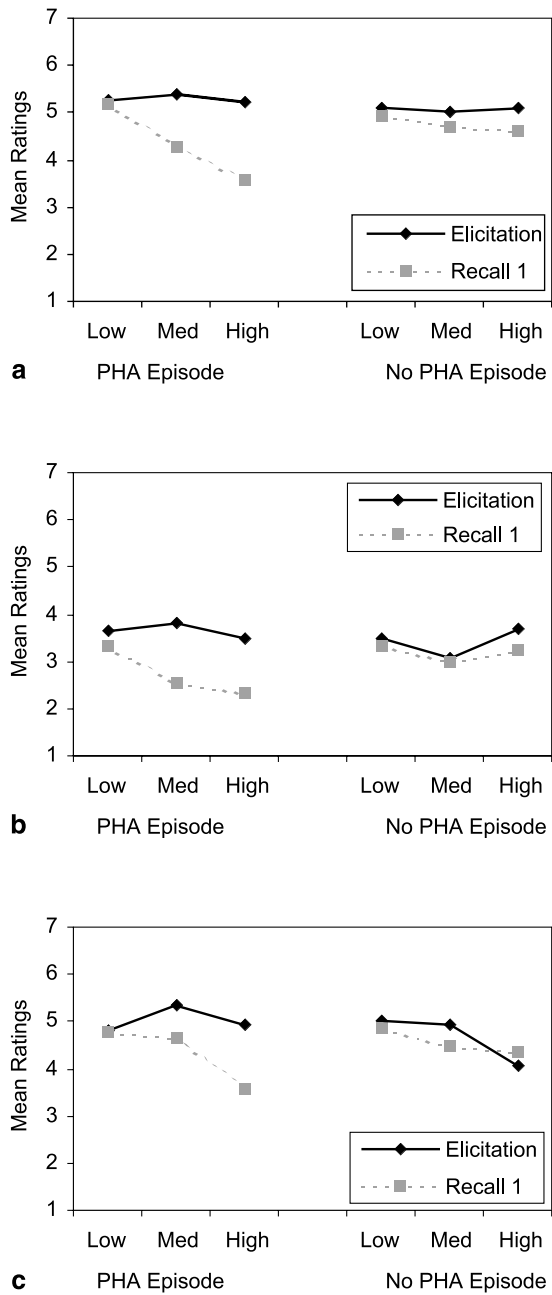 7
6
5
4
3
2
1
Mean Ratings
Elicitation
Recall 1
Low Med High Low Med High
a PHA Episode No PHA Episode
7
6
5
4
3
2
1
Mean Ratings
Elicitation
Recall 1
Low Med High Low Med High
b PHA Episode No PHA Episode
7
6
5
4
3
2
1
Mean Ratings
Elicitation
Recall 1
Low Med High Low Med High
c PHA Episode No PHA Episode